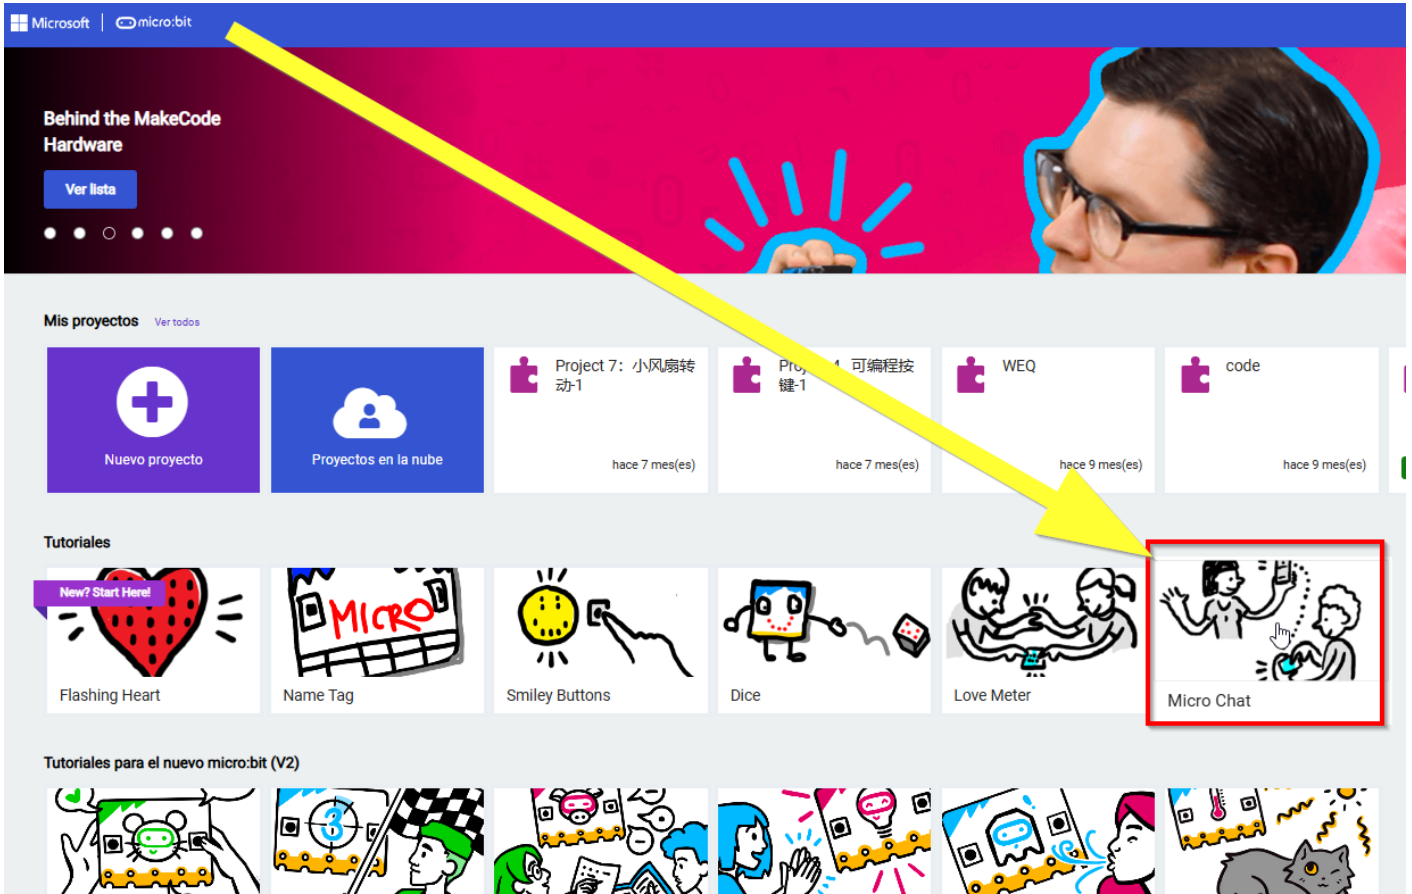 Microsoft | micro:bit
Behind the MakeCode
Hardware
Ver lista
Mis proyectos Ver todos
Nuevo proyecto
Proyectos en la nube
Project 7：小风扇转
动-1
hace 7 mes(es)
可编程按
键-1
hace 7 mes(es)
WEQ
hace 9 mes(es)
code
hace 9 mes(es)
Tutoriales
New? Start Here!
Flashing Heart
MICRO
Name Tag
Smiley Buttons
Dice
Love Meter
Micro Chat
Tutoriales para el nuevo micro:bit (V2)
3